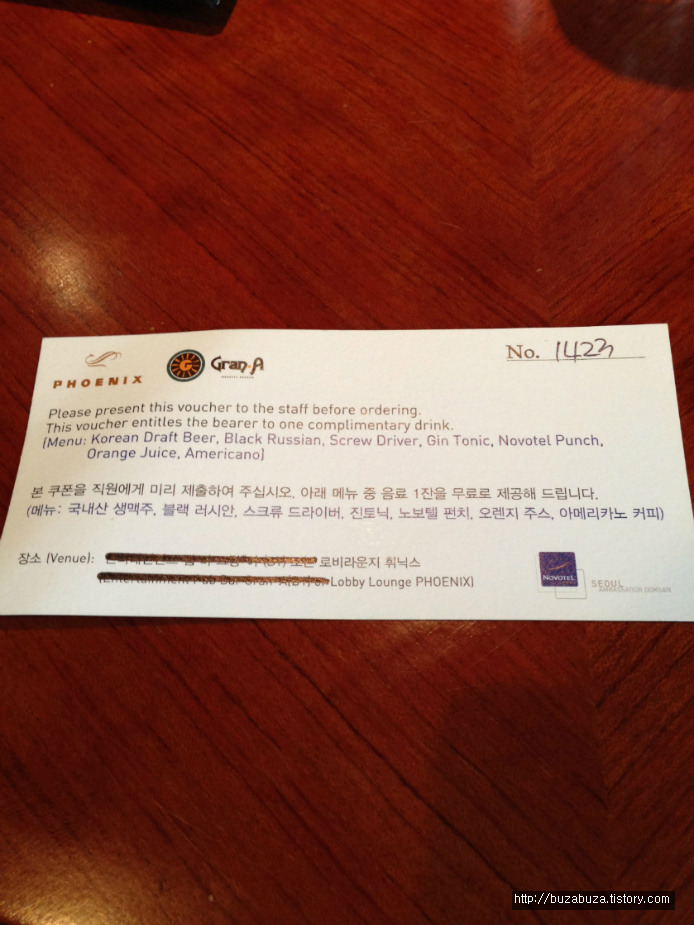 PHOENIX
G
Gran·A
No. 1423
Please present this voucher to the staff before ordering.
This voucher entitles the bearer to one complimentary drink.
(Menu: Korean Draft Beer, Black Russian, Screw Driver, Gin Tonic, Novotel Punch,
Orange Juice, Americano)
본 쿠폰을 직원에게 미리 제출하여 주십시오. 아래 메뉴 중 음료 1잔을 무료로 제공해 드립니다.
(메뉴: 국내산 생맥주, 블랙 러시안, 스크류 드라이버, 진토닉, 노보텔 펀치, 오렌지 주스, 아메리카노 커피)
장소 (Venue): 로비라운지 휘닉스
(Entertainment Pub Bar Gran·A Lobby Lounge PHOENIX)
NOVOTEL
SEOUL
AMBASSADOR DOKSAN
http://buzabuza.tistory.com